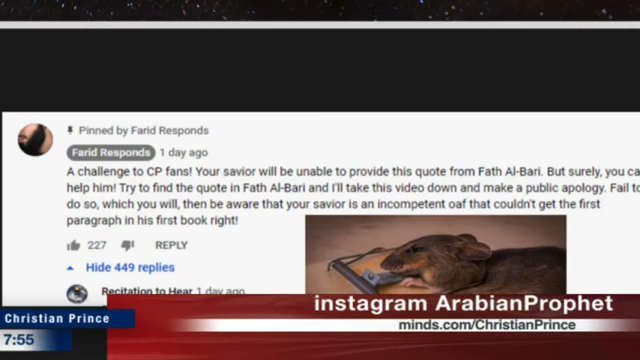 Pinned by Farid Responds
Farid Responds 1 day ago
A challenge to CP fans! Your savior will be unable to provide this quote from Fath Al-Bari. But surely, you ca
help him! Try to find the quote in Fath Al-Bari and I'll take this video down and make a public apology. Fail to
do so, which you will, then be aware that your savior is an incompetent oaf that couldn't get the first
paragraph in his first book right!
227 REPLY
Hide 449 replies
Recitation to Hear 1 day ago
instagram ArabianProphet
Christian Prince
minds.com/ChristianPrince
7:55